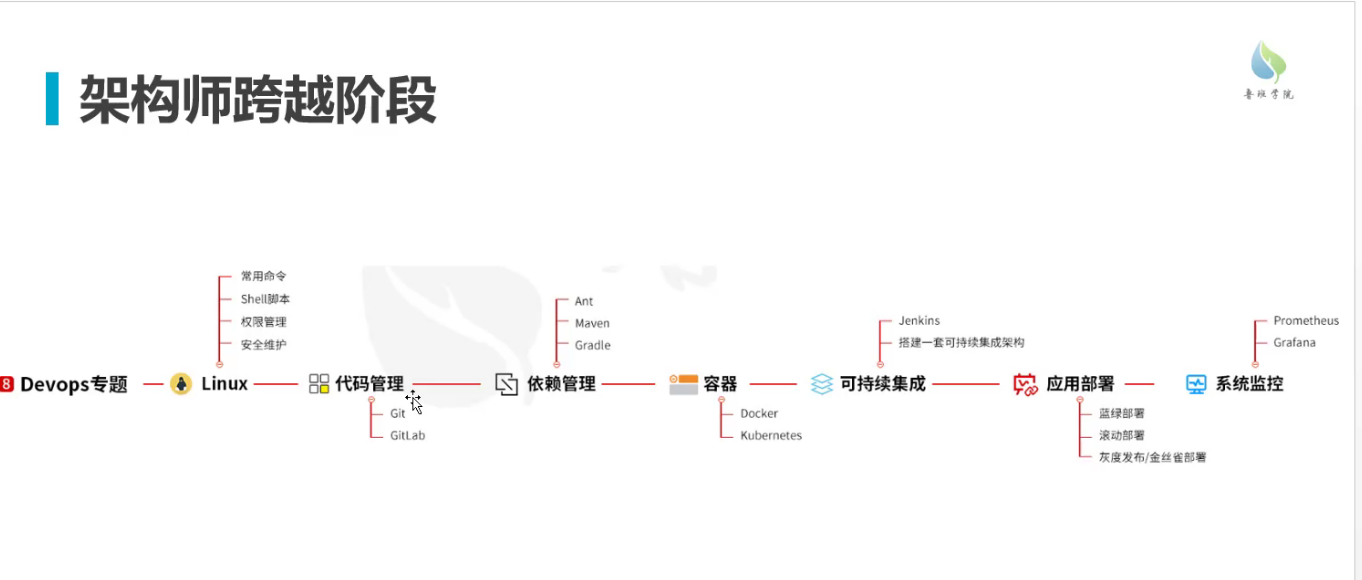 架构师跨越阶段
鲁班学院
8 Devops专题
Linux
常用命令
Shell脚本
权限管理
安全维护
代码管理
Git
GitLab
依赖管理
Ant
Maven
Gradle
容器
Docker
Kubernetes
可持续集成
Jenkins
搭建一套可持续集成架构
应用部署
蓝绿部署
滚动部署
灰度发布/金丝雀部署
系统监控
Prometheus
Grafana